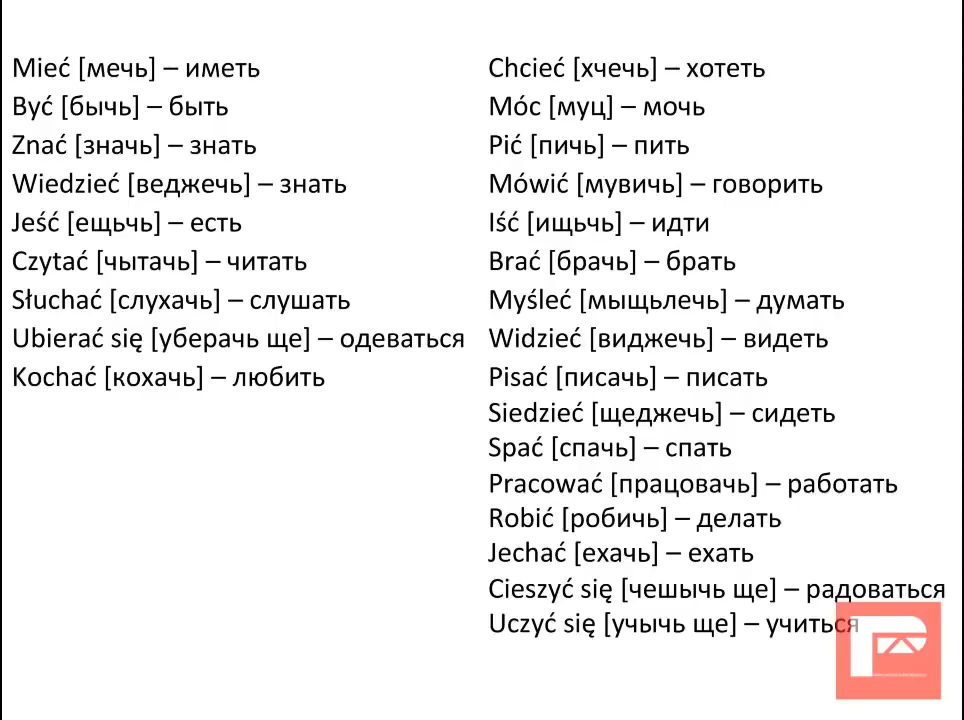 Mieć [мечь] – иметь
Być [бычь] – быть
Znać [значь] – знать
Wiedzieć [веджечь] – знать
Jeść [ещьчь] – есть
Czytać [чытачь] – читать
Słuchać [слухачь] – слушать
Ubierać się [уберачь ще] – одеваться
Kochać [кохачь] – любить
Chcieć [хчечь] – хотеть
Móc [муц] – мочь
Pić [пичь] – пить
Mówić [мувичь] – говорить
Iść [ищьчь] – идти
Brać [брачь] – брать
Myśleć [мыщьлечь] – думать
Widzieć [виджечь] – видеть
Pisać [писачь] – писать
Siedzieć [щеджечь] – сидеть
Spać [спачь] – спать
Pracować [працовачь] – работать
Robić [робичь] – делать
Jechać [ехачь] – ехать
Cieszyć się [чешычь ще] – радоваться
Uczyć się [учычь ще] – учиться